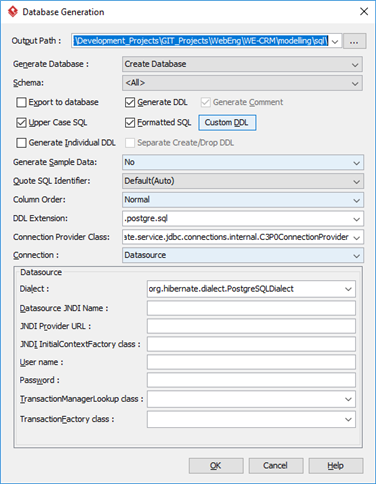 Database Generation
Output Path : \Development_Projects\GIT_Projects\WebEng\WE-CRM\modelling\sql\ ...
Generate Database : Create Database
Schema: <All>
Export to database Generate DDL Generate Comment
Upper Case SQL Formatted SQL Custom DDL
Generate Individual DDL Separate Create/Drop DDL
Generate Sample Data: No
Quote SQL Identifier: Default(Auto)
Column Order: Normal
DDL Extension: .postgre.sql
Connection Provider Class: ate.service.jdbc.connections.internal.C3P0ConnectionProvider
Connection : Datasource
Datasource
Dialect : org.hibernate.dialect.PostgreSQLDialect
Datasource JNDI Name :
JNDI Provider URL :
JNDI InitialContextFactory class :
User name :
Password :
TransactionManagerLookup class :
TransactionFactory class :
OK Cancel Help